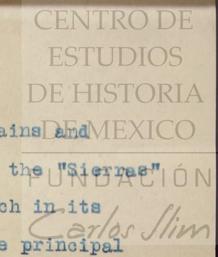 CENTRO DE
ESTUDIOS
DE HISTORIA
DE MEXICO
ains and
the "Sierras"
FUNDACIÓN
ch in its
Carlos Slim
e principal